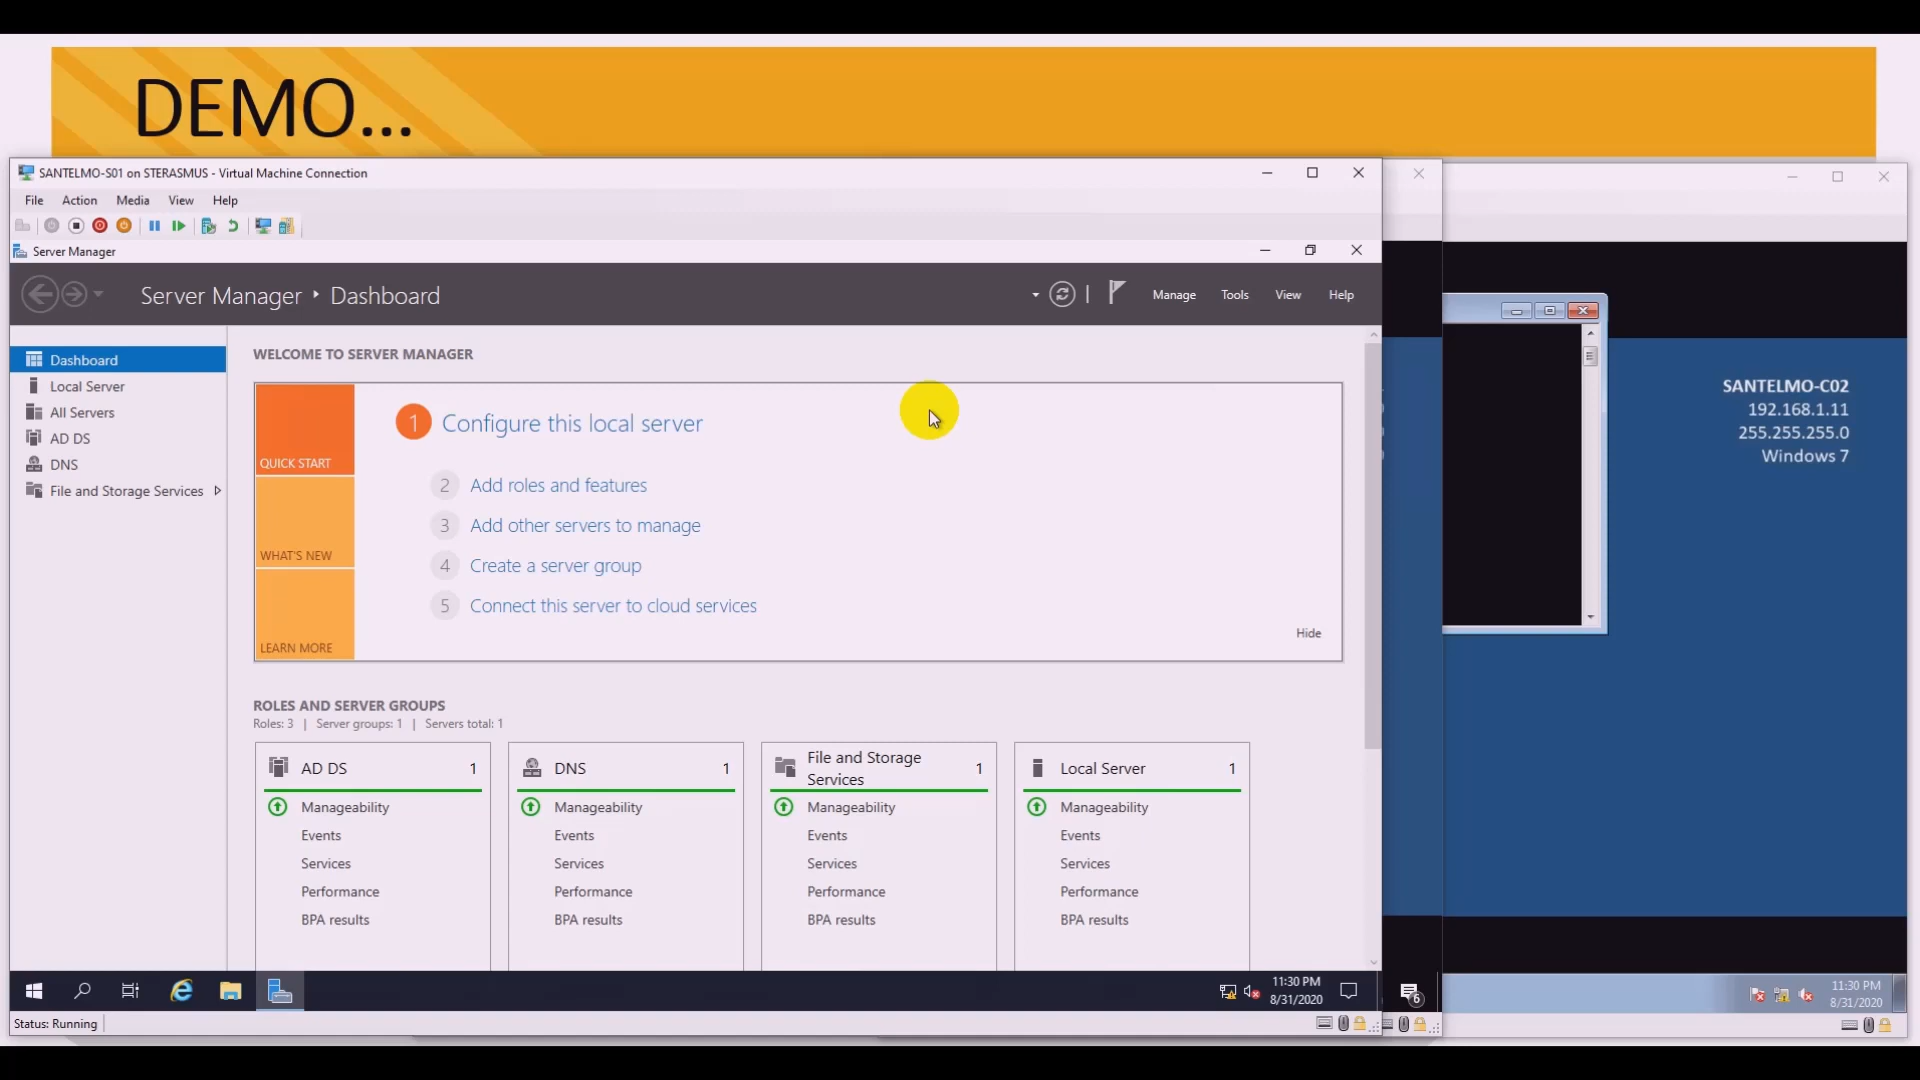 DEMO...
SANTELMO-S01 on STERASMUS - Virtual Machine Connection
File Action Media View Help
Server Manager
Server Manager ‣ Dashboard
Manage Tools View Help
Dashboard
Local Server
All Servers
AD DS
DNS
File and Storage Services
WELCOME TO SERVER MANAGER
QUICK START
WHAT'S NEW
LEARN MORE
1 Configure this local server
2 Add roles and features
3 Add other servers to manage
4 Create a server group
5 Connect this server to cloud services
Hide
ROLES AND SERVER GROUPS
Roles: 3 | Server groups: 1 | Servers total: 1
AD DS 1
Manageability
Events
Services
Performance
BPA results
DNS 1
Manageability
Events
Services
Performance
BPA results
File and Storage
Services 1
Manageability
Events
Services
Performance
BPA results
Local Server 1
Manageability
Events
Services
Performance
BPA results
11:30 PM
8/31/2020
Status: Running
6
SANTELMO-C02
192.168.1.11
255.255.255.0
Windows 7
11:30 PM
8/31/2020